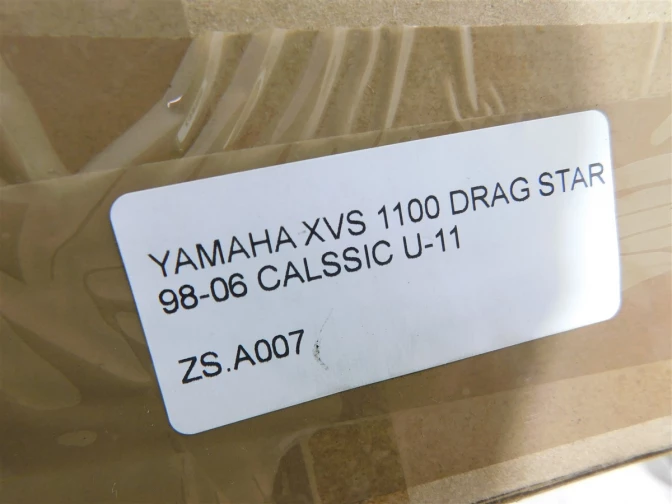 YAMAHA XVS 1100 DRAG STAR
98-06 CALSSIC U-11
ZS.A007